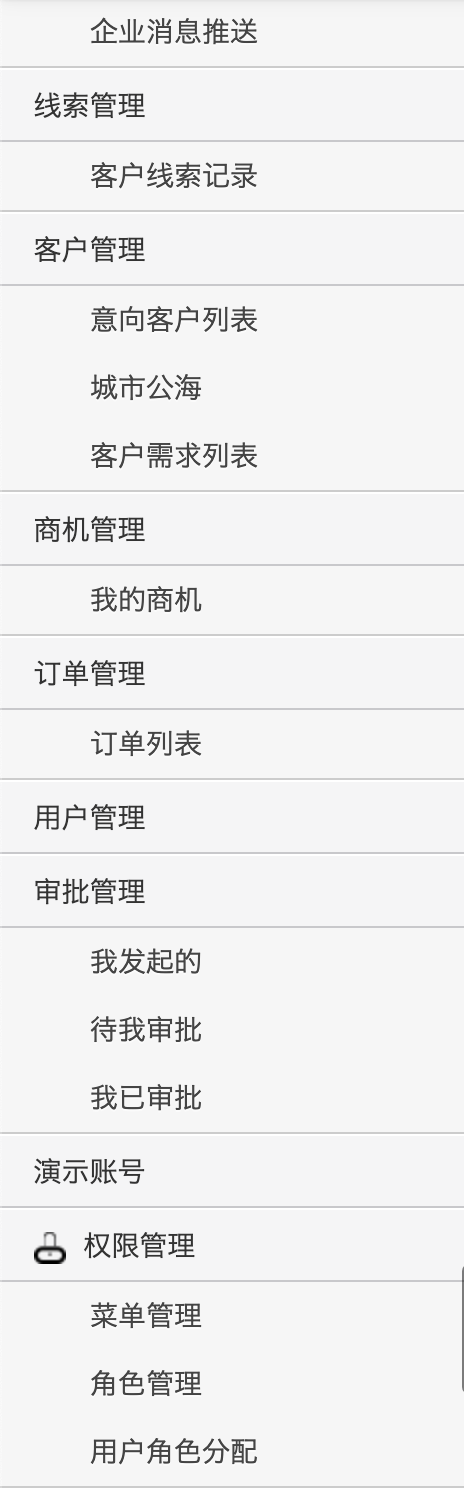 企业消息推送
线索管理
客户线索记录
客户管理
意向客户列表
城市公海
客户需求列表
商机管理
我的商机
订单管理
订单列表
用户管理
审批管理
我发起的
待我审批
我已审批
演示账号
权限管理
菜单管理
角色管理
用户角色分配